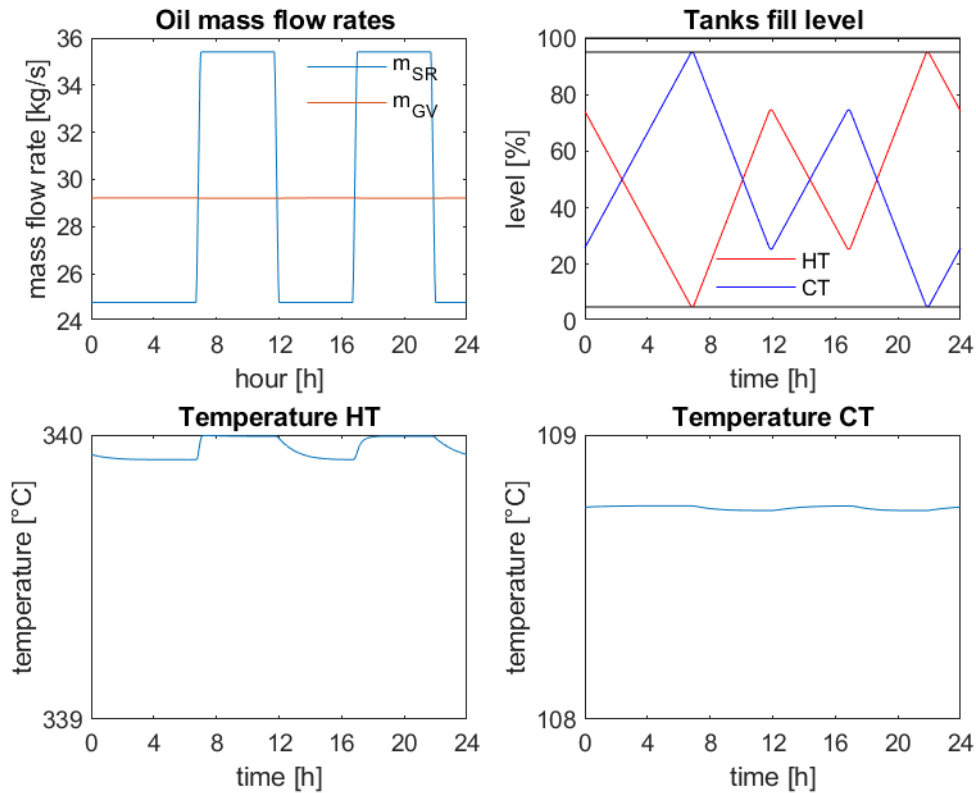 Oil mass flow rates
mass flow rate [kg/s]
36
34
32
30
28
26
24
m_SR
m_GV
0 4 8 12 16 20 24
hour [h]
Tanks fill level
level [%]
100
80
60
40
20
0
HT
CT
0 4 8 12 16 20 24
time [h]
Temperature HT
temperature [°C]
340
339
0 4 8 12 16 20 24
time [h]
Temperature CT
temperature [°C]
109
108
0 4 8 12 16 20 24
time [h]